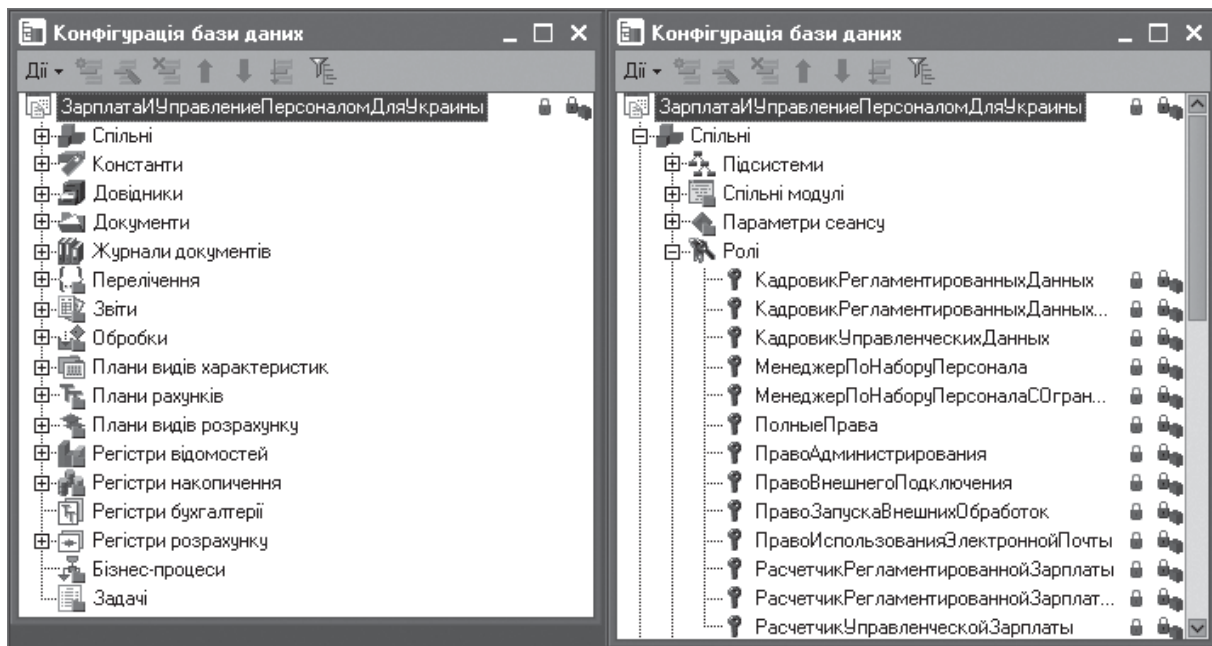 Конфігурація бази даних
Дії
ЗарплатаИУправлениеПерсоналомДляУкраины
Спільні
Константи
Довідники
Документи
Журнали документів
Перелічення
Звіти
Обробки
Плани видів характеристик
Плани рахунків
Плани видів розрахунку
Регістри відомостей
Регістри накопичення
Регістри бухгалтерії
Регістри розрахунку
Бізнес-процеси
Задачі
Конфігурація бази даних
Дії
ЗарплатаИУправлениеПерсоналомДляУкраины
Спільні
Підсистеми
Спільні модулі
Параметри сеансу
Ролі
КадровикРегламентированныхДанных
КадровикРегламентированныхДанных...
КадровикУправленческихДанных
МенеджерПоНаборуПерсонала
МенеджерПоНаборуПерсоналаСОгран...
ПолныеПрава
ПравоАдминистрирования
ПравоВнешнегоПодключения
ПравоЗапускаВнешнихОбработок
ПравоИспользованияЭлектроннойПочты
РасчетчикРегламентированнойЗарплаты
РасчетчикРегламентированнойЗарплат...
РасчетчикУправленческойЗарплаты